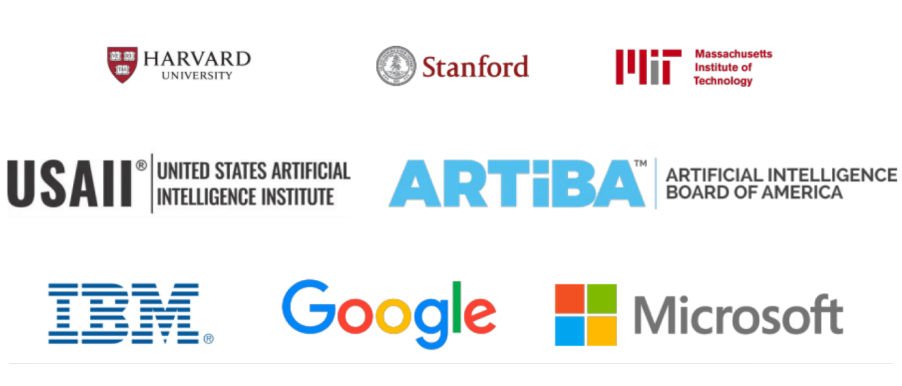 HARVARD
UNIVERSITY
Stanford
Massachusetts
Institute of
Technology
USAII® UNITED STATES ARTIFICIAL
INTELLIGENCE INSTITUTE
ARTiBA™ ARTIFICIAL INTELLIGENCE
BOARD OF AMERICA
IBM®
Google
Microsoft